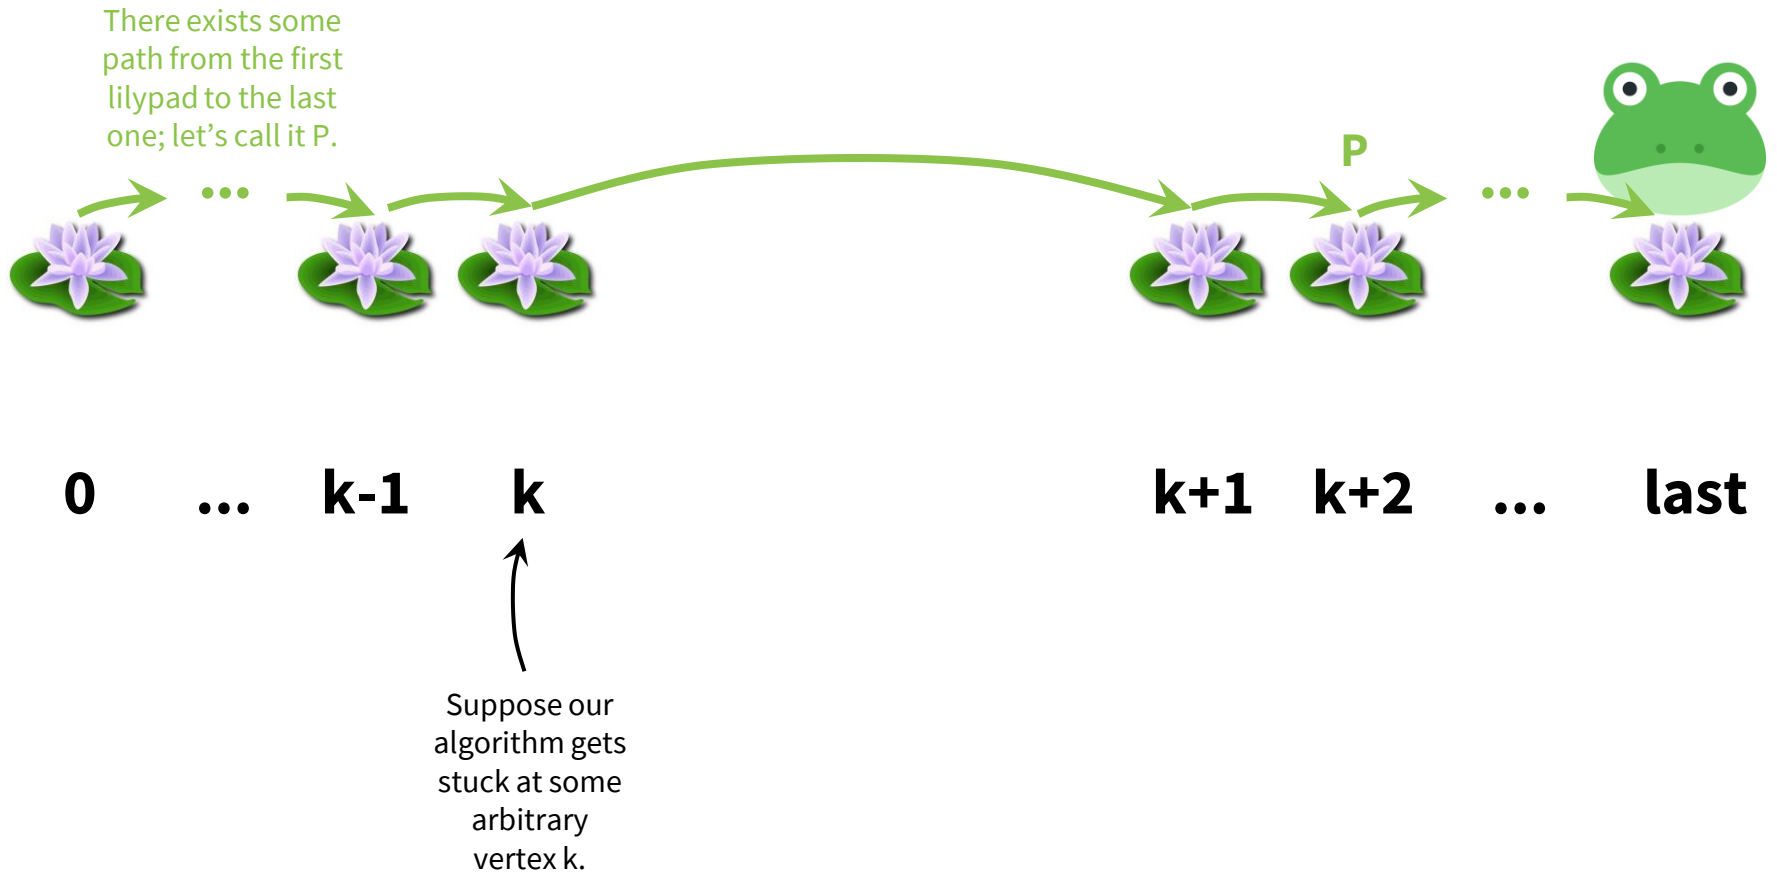 There exists some
path from the first
lilypad to the last
one; let’s call it P.
P
0 ... k-1 k k+1 k+2 ... last
Suppose our
algorithm gets
stuck at some
arbitrary
vertex k.